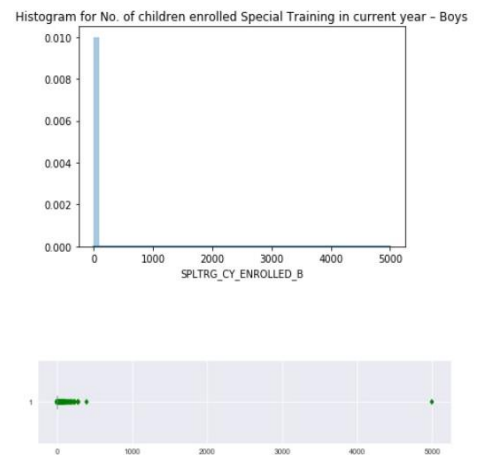 Histogram for No. of children enrolled Special Training in current year – Boys
0.010
0.008
0.006
0.004
0.002
0.000
0 1000 2000 3000 4000 5000
SPLTRG_CY_ENROLLED_B
1
0 1000 2000 3000 4000 5000